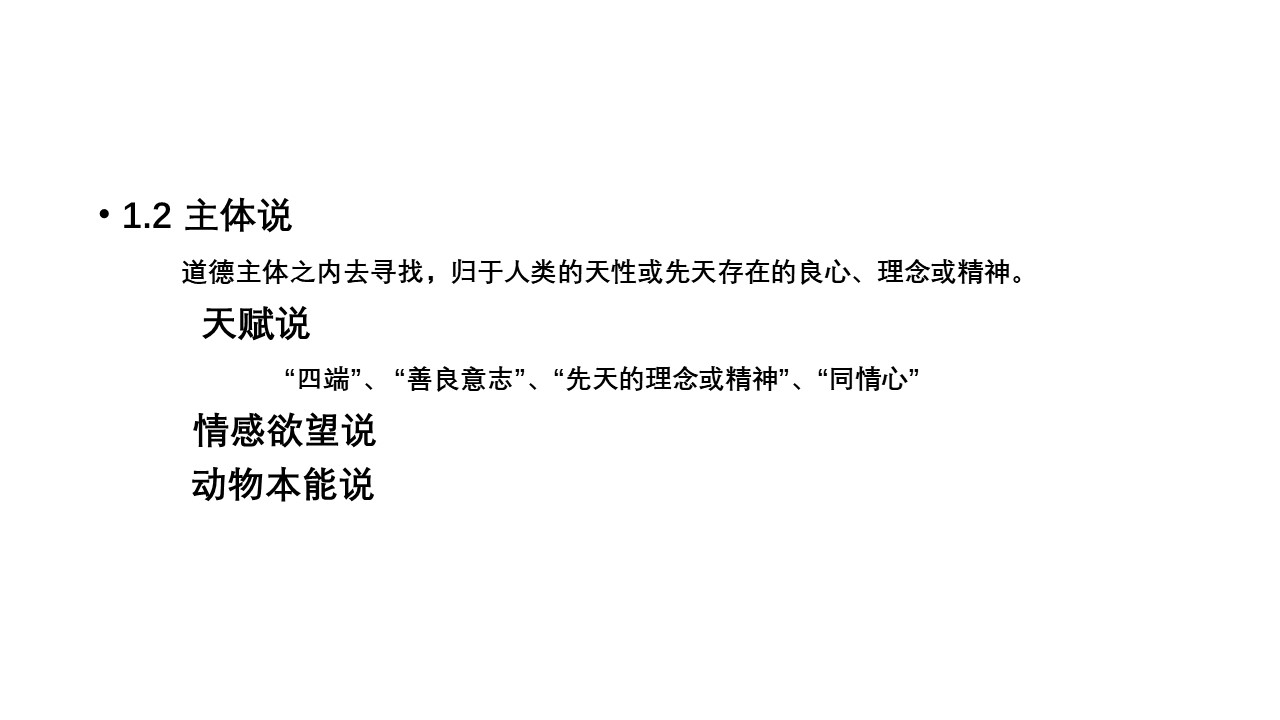 • 1.2 主体说
道德主体之内去寻找，归于人类的天性或先天存在的良心、理念或精神。
天赋说
“四端”、 “善良意志”、“先天的理念或精神”、“同情心”
情感欲望说
动物本能说